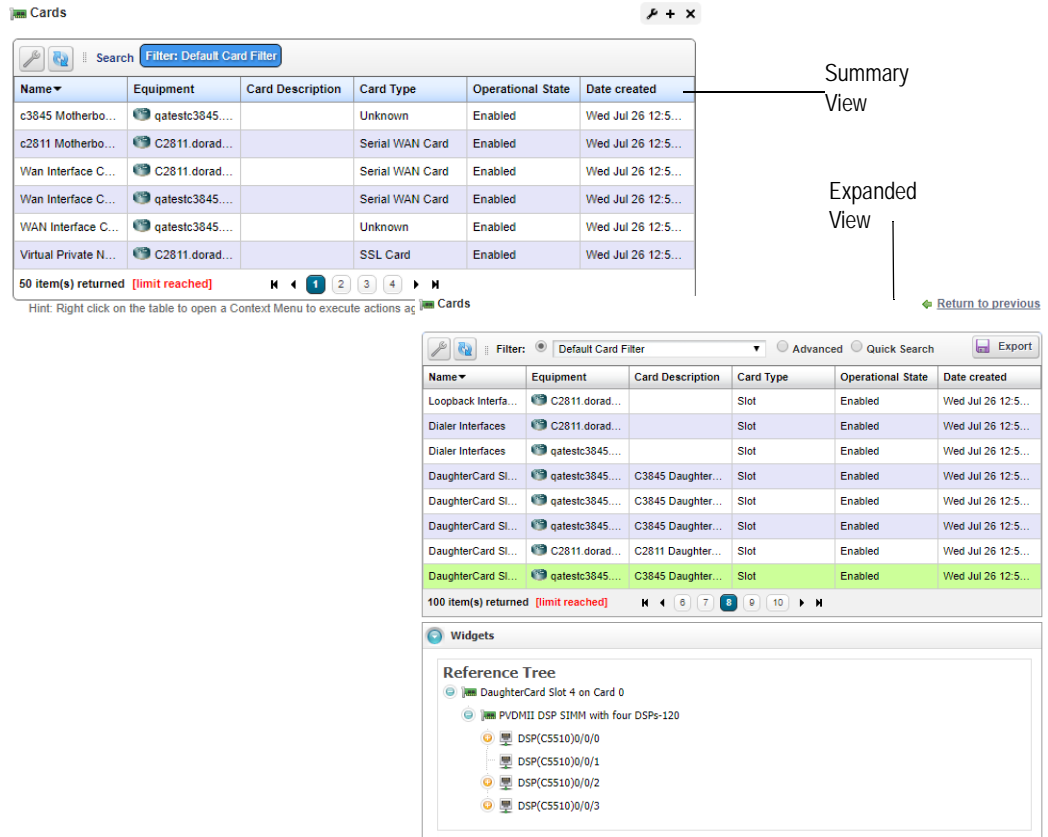 Cards
Search Filter: Default Card Filter
Name Equipment Card Description Card Type Operational State Date created
c3845 Motherbo... qatestc3845.... Unknown Enabled Wed Jul 26 12:5...
c2811 Motherbo... C2811.dorad... Serial WAN Card Enabled Wed Jul 26 12:5...
Wan Interface C... C2811.dorad... Serial WAN Card Enabled Wed Jul 26 12:5...
Wan Interface C... qatestc3845.... Serial WAN Card Enabled Wed Jul 26 12:5...
WAN Interface C... qatestc3845.... Unknown Enabled Wed Jul 26 12:5...
Virtual Private N... C2811.dorad... SSL Card Enabled Wed Jul 26 12:5...
50 item(s) returned [limit reached] 1 2 3 4
Hint: Right click on the table to open a Context Menu to execute actions ag
Summary
View
Expanded
View
Cards Return to previous
Filter: Default Card Filter Advanced Quick Search Export
Name Equipment Card Description Card Type Operational State Date created
Loopback Interfa... C2811.dorad... Slot Enabled Wed Jul 26 12:5...
Dialer Interfaces C2811.dorad... Slot Enabled Wed Jul 26 12:5...
Dialer Interfaces qatestc3845.... Slot Enabled Wed Jul 26 12:5...
DaughterCard Sl... qatestc3845.... C3845 Daughter... Slot Enabled Wed Jul 26 12:5...
DaughterCard Sl... qatestc3845.... C3845 Daughter... Slot Enabled Wed Jul 26 12:5...
DaughterCard Sl... qatestc3845.... C3845 Daughter... Slot Enabled Wed Jul 26 12:5...
DaughterCard Sl... C2811.dorad... C2811 Daughter... Slot Enabled Wed Jul 26 12:5...
DaughterCard Sl... qatestc3845.... C3845 Daughter... Slot Enabled Wed Jul 26 12:5...
100 item(s) returned [limit reached] 6 7 8 9 10
Widgets
Reference Tree
DaughterCard Slot 4 on Card 0
PVDMII DSP SIMM with four DSPs-120
DSP(C5510)0/0/0
DSP(C5510)0/0/1
DSP(C5510)0/0/2
DSP(C5510)0/0/3